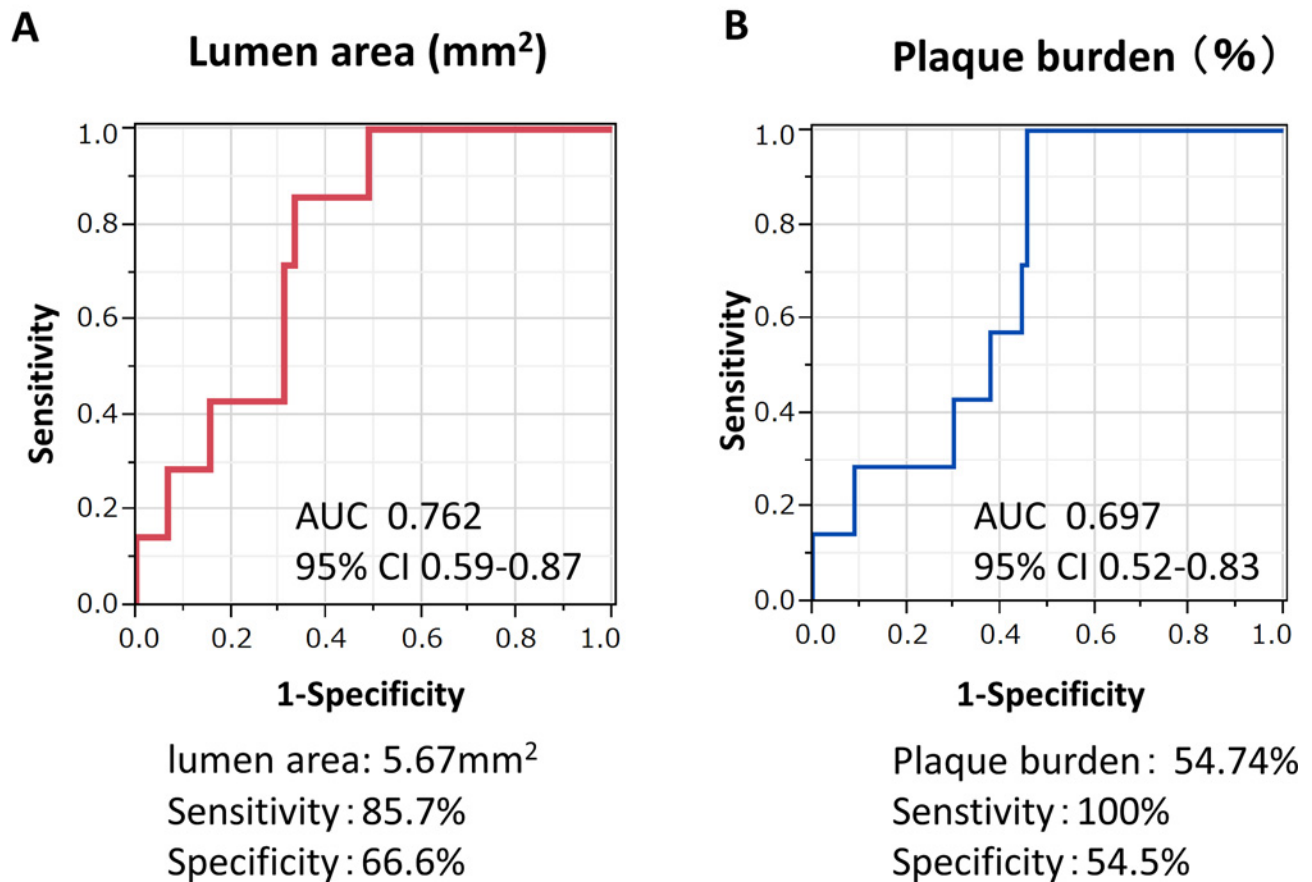 A
Lumen area (mm²)
1.0
0.8
0.6
0.4
0.2
0.0
Sensitivity
AUC 0.762
95% CI 0.59-0.87
0.0 0.2 0.4 0.6 0.8 1.0
1-Specificity
lumen area: 5.67mm²
Sensitivity：85.7%
Specificity：66.6%
B
Plaque burden（%）
1.0
0.8
0.6
0.4
0.2
0.0
Sensitivity
AUC 0.697
95% CI 0.52-0.83
0.0 0.2 0.4 0.6 0.8 1.0
1-Specificity
Plaque burden： 54.74%
Senstivity：100%
Specificity：54.5%